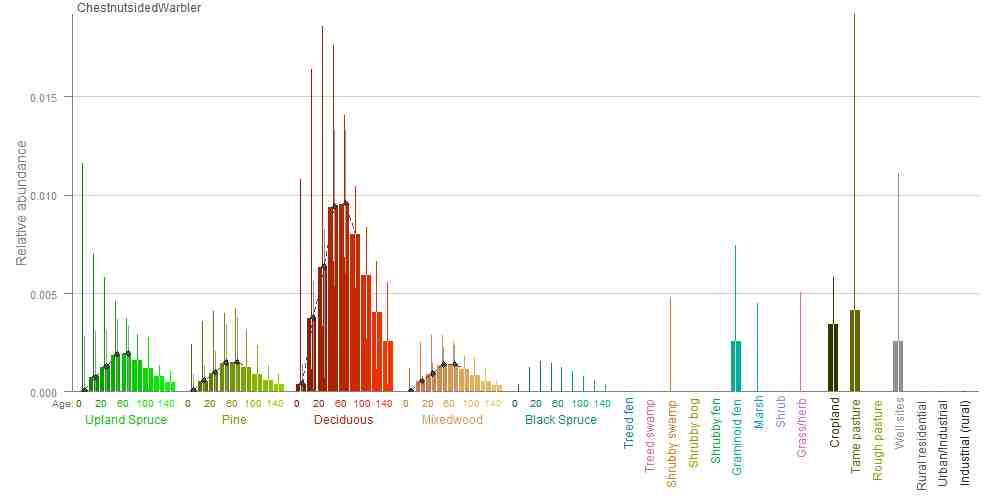 ChestnutsidedWarbler
Relative abundance
0.015
0.010
0.005
0.000
Age: 0 20 60 100 140 0 20 60 100 140 0 20 60 100 140 0 20 60 100 140 0 20 60 100 140
Upland Spruce Pine Deciduous Mixedwood Black Spruce
Treed fen
Treed swamp
Shrubby swamp
Shrubby bog
Shrubby fen
Graminoid fen
Marsh
Shrub
Grass/herb
Cropland
Tame pasture
Rough pasture
Well sites
Rural residential
Urban/Industrial
Industrial (rural)